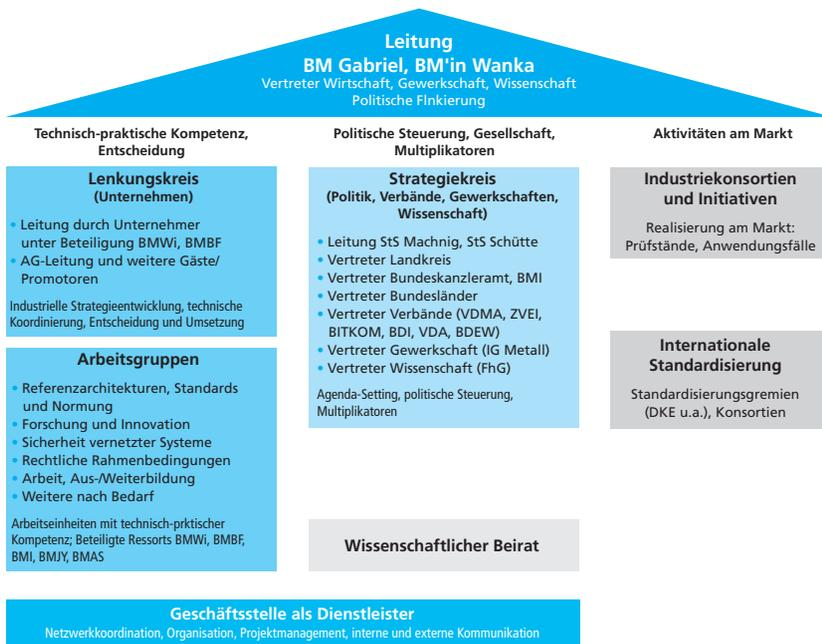 Leitung
BM Gabriel, BM'in Wanka
Vertreter Wirtschaft, Gewerkschaft, Wissenschaft
Politische FInkierung
Technisch-praktische Kompetenz,
Entscheidung
Lenkungskreis
(Unternehmen)
• Leitung durch Unternehmer
unter Beteiligung BMWi, BMBF
• AG-Leitung und weitere Gäste/
Promotoren
Industrielle Strategieentwicklung, technische
Koordinierung, Entscheidung und Umsetzung
Arbeitsgruppen
• Referenzarchitekturen, Standards
und Normung
• Forschung und Innovation
• Sicherheit vernetzter Systeme
• Rechtliche Rahmenbedingungen
• Arbeit, Aus-/Weiterbildung
• Weitere nach Bedarf
Arbeitseinheiten mit technisch-prktischer
Kompetenz; Beteiligte Ressorts BMWi, BMBF,
BMI, BMJY, BMAS
Politische Steuerung, Gesellschaft,
Multiplikatoren
Strategiekreis
(Politik, Verbände, Gewerkschaften,
Wissenschaft)
• Leitung StS Machnig, StS Schütte
• Vertreter Landkreis
• Vertreter Bundeskanzleramt, BMI
• Vertreter Bundesländer
• Vertreter Verbände (VDMA, ZVEI,
BITKOM, BDI, VDA, BDEW)
• Vertreter Gewerkschaft (IG Metall)
• Vertreter Wissenschaft (FhG)
Agenda-Setting, politische Steuerung,
Multiplikatoren
Wissenschaftlicher Beirat
Aktivitäten am Markt
Industriekonsortien
und Initiativen
Realisierung am Markt:
Prüfstände, Anwendungsfälle
Internationale
Standardisierung
Standardisierungsgremien
(DKE u.a.), Konsortien
Geschäftsstelle als Dienstleister
Netzwerkkoordination, Organisation, Projektmanagement, interne und externe Kommunikation